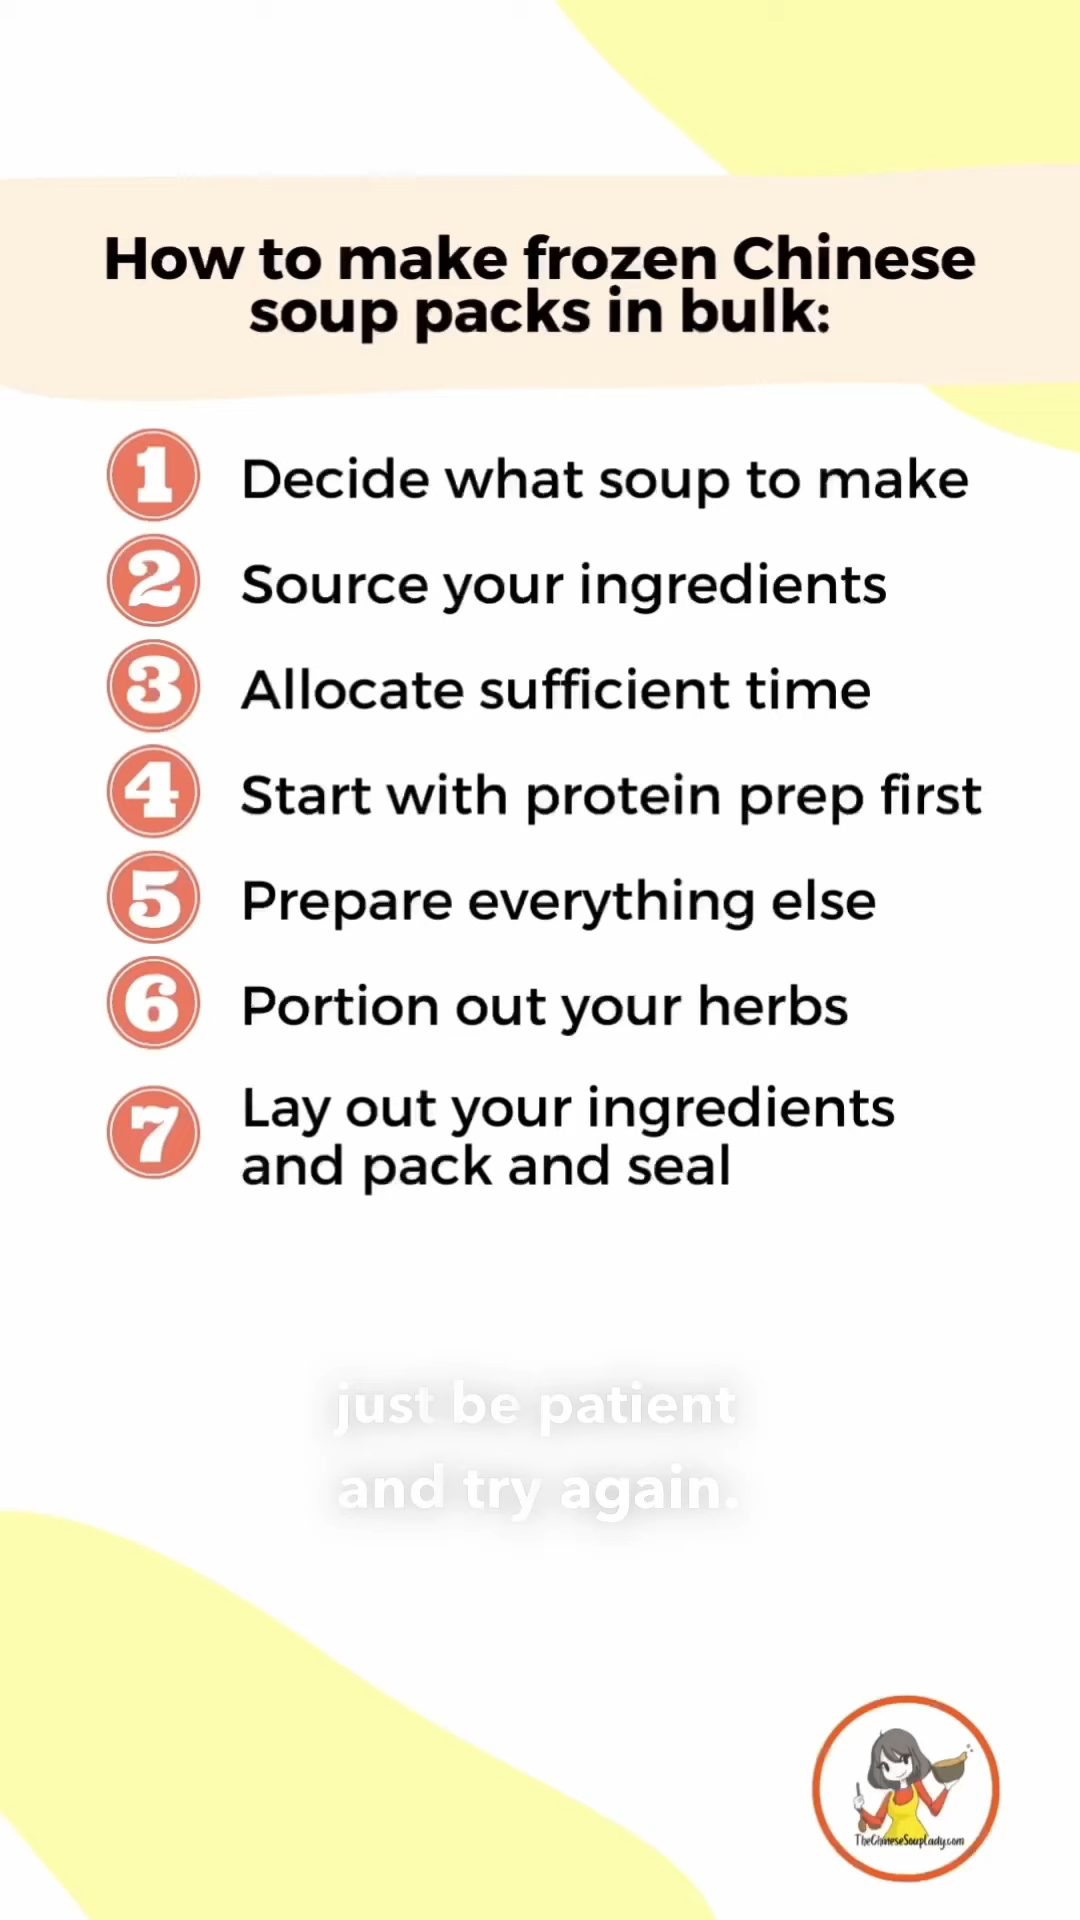 How to make frozen Chinese
soup packs in bulk:
1 Decide what soup to make
2 Source your ingredients
3 Allocate sufficient time
4 Start with protein prep first
5 Prepare everything else
6 Portion out your herbs
7 Lay out your ingredients
and pack and seal
just be patient
and try again.
TheChineseSoupLady.com